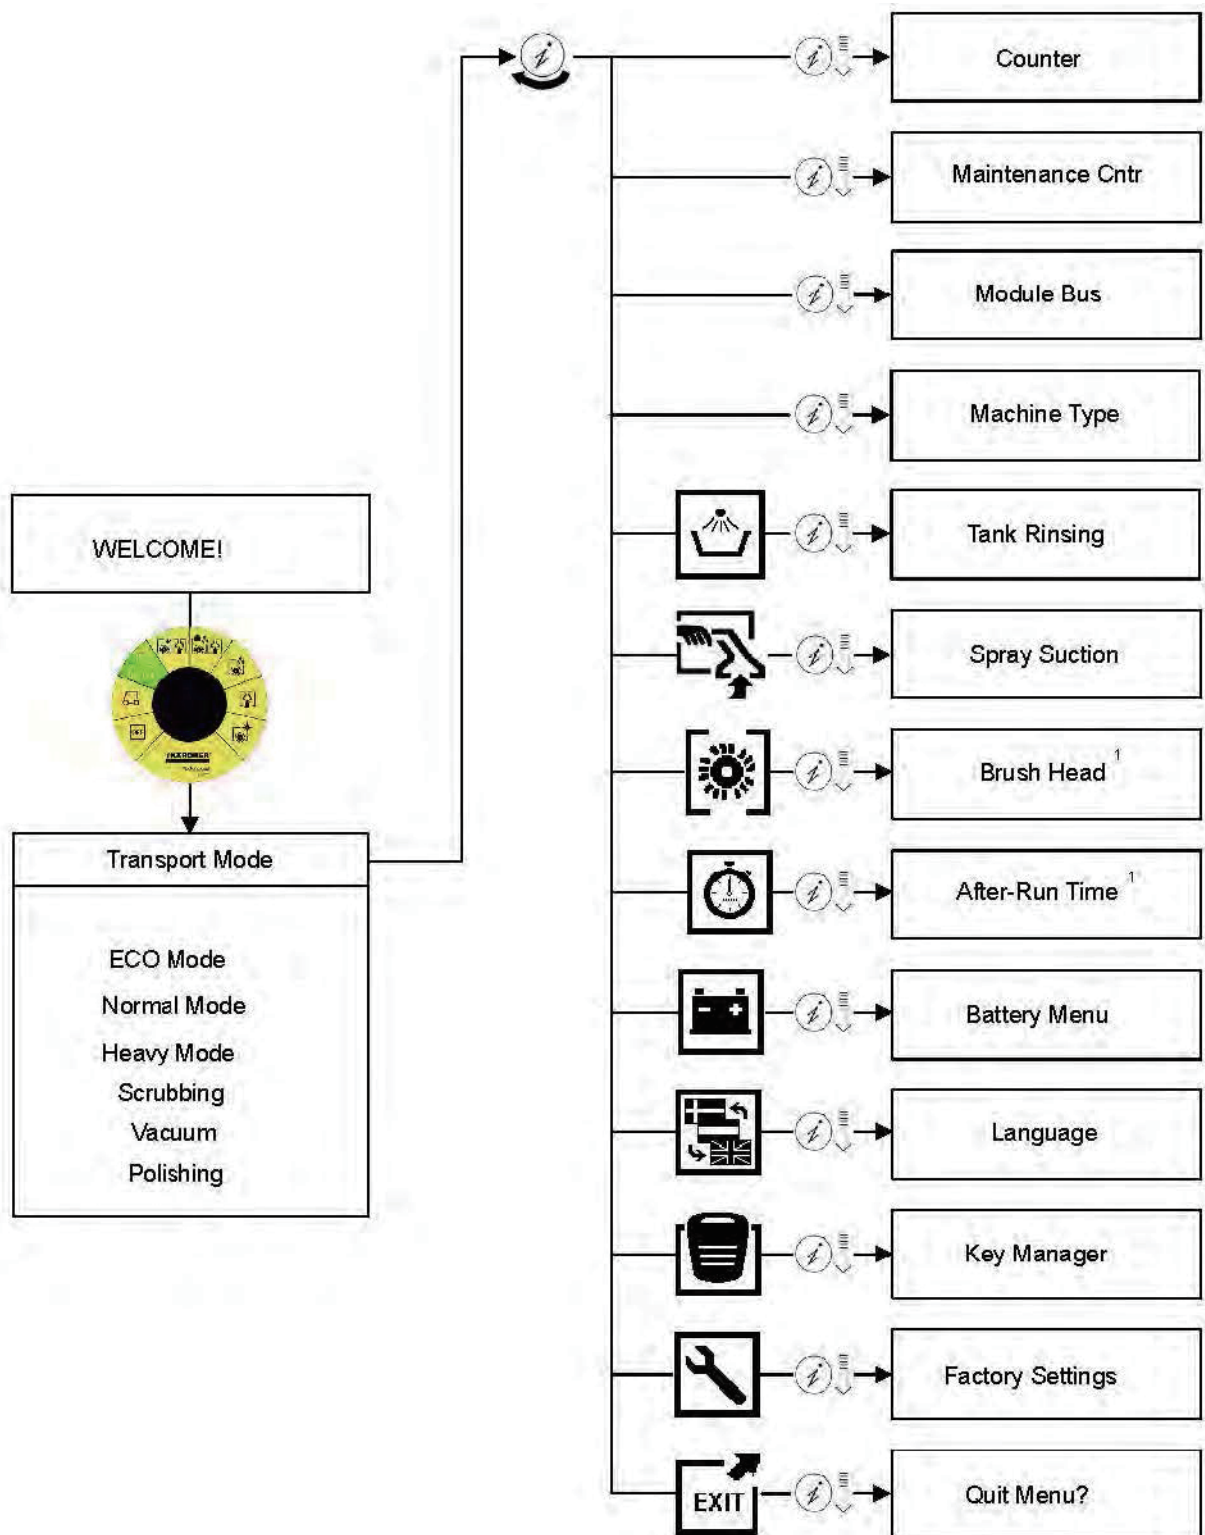 WELCOME!
OFF
KÄRCHER
Transport Mode
ECO Mode
Normal Mode
Heavy Mode
Scrubbing
Vacuum
Polishing
i
i
Counter
i
Maintenance Cntr
i
Module Bus
i
Machine Type
i
Tank Rinsing
i
Spray Suction
i
Brush Head 1
i
After-Run Time 1
i
Battery Menu
i
Language
i
Key Manager
i
Factory Settings
EXIT
i
Quit Menu?